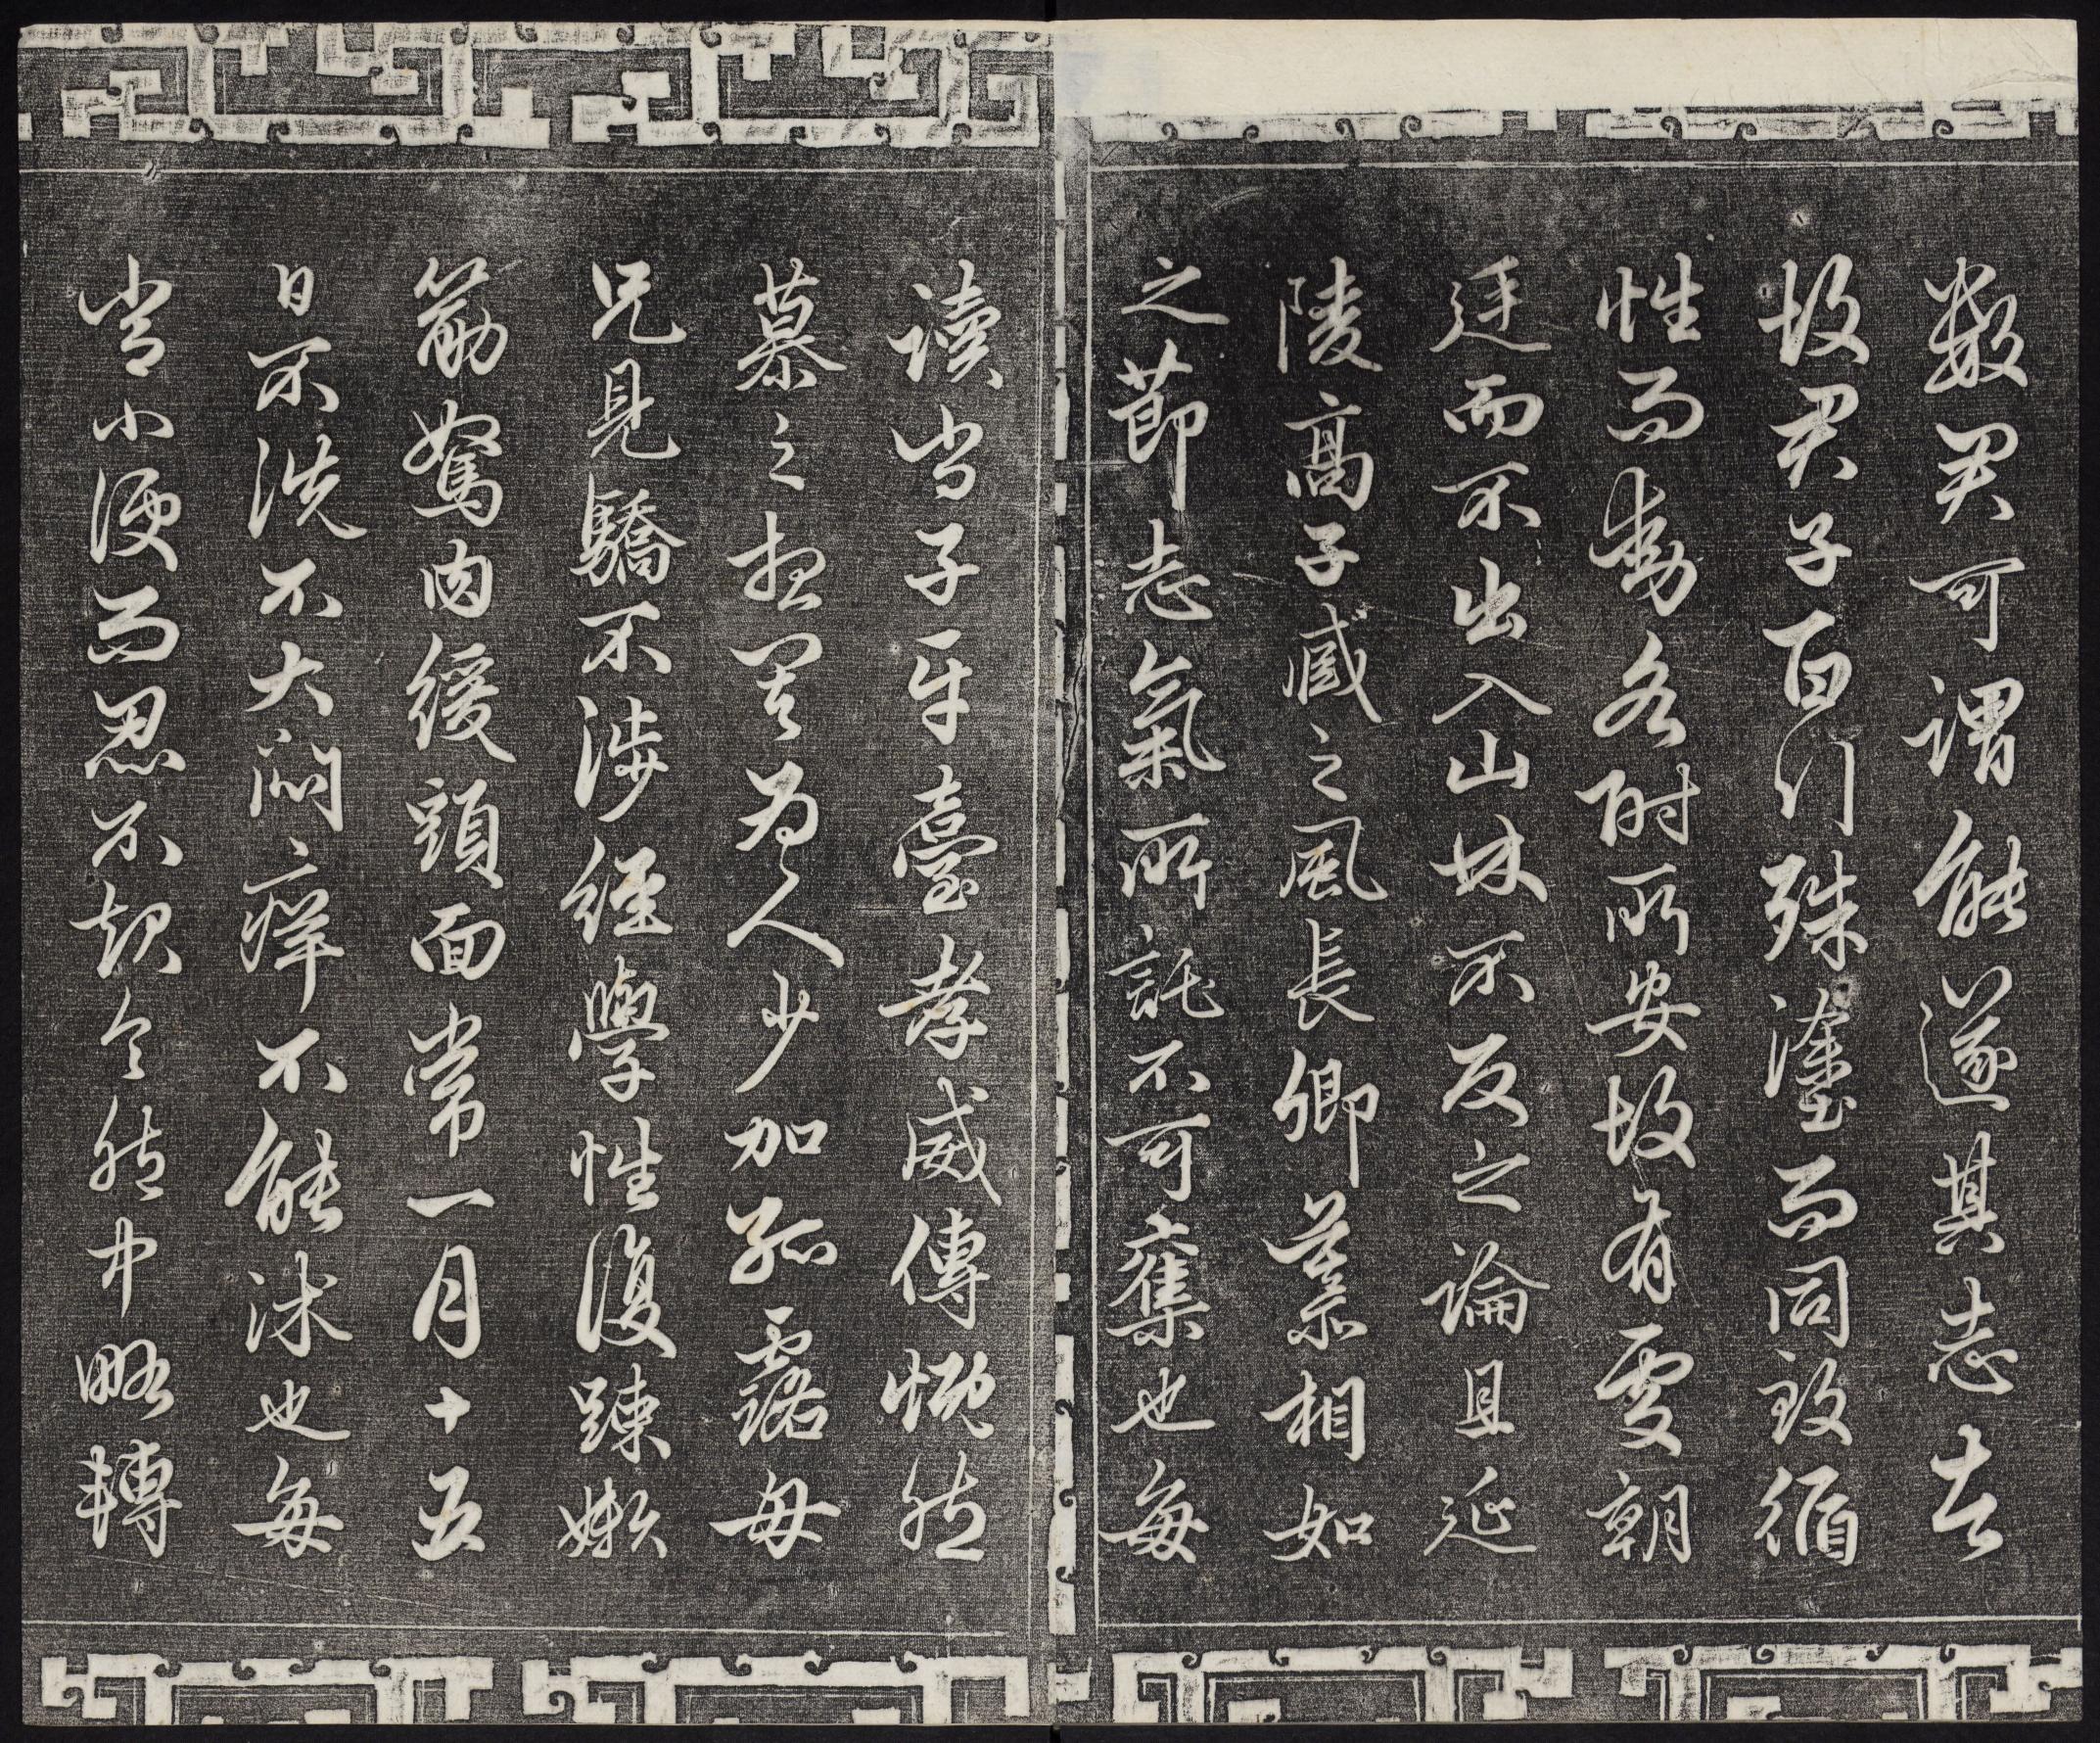 數君可謂能遂其志者
故君子百行殊塗而同致循
性而動各附所安故有處朝
廷而不出入山林不反之論且延
陵高子臧之風長卿慕相如
之節志氣所託不可奪也每
讀尚子平臺孝威傳慨然
慕之想其為人少加孤露母
兄見驕不涉經學性復踈嬾
筋駑肉緩頭面常一月十五
日不洗不大悶癢不能沐也每
常小便而忍不起令胞中略轉